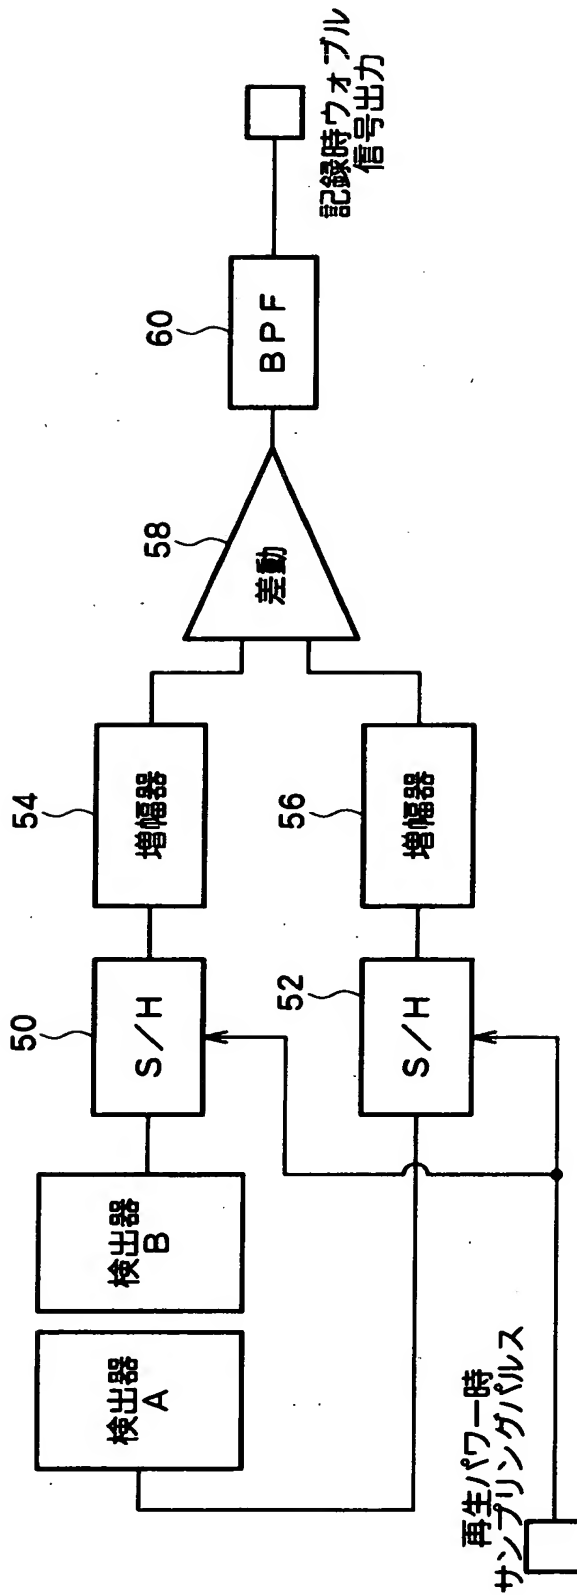 検出器
A
検出器
B
50
S/H
52
S/H
54
増幅器
56
増幅器
58
差動
60
BPF
記録時ウォブル
信号出力
再生パワー時
サンプリングパルス